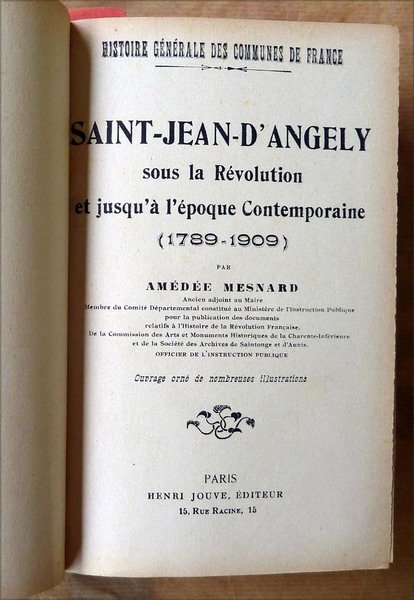 HISTOIRE GÉNÉRALE DES COMMUNES DE FRANCE
SAINT-JEAN-D'ANGELY
sous la Révolution
et jusqu'à l'époque Contemporaine
(1789-1909)
PAR
AMÉDÉE MESNARD
Ancien adjoint au Maire
Membre du Comité Départemental constitué au Ministère de l'Instruction Publique
pour la publication des documents
relatifs à l'Histoire de la Révolution Française,
De la Commission des Arts et Monuments Historiques de la Charente-Inférieure
et de la Société des Archives de Saintonge et d'Aunis.
OFFICIER DE L'INSTRUCTION PUBLIQUE
Ouvrage orné de nombreuses illustrations
PARIS
HENRI JOUVE, ÉDITEUR
15, RUE RACINE, 15